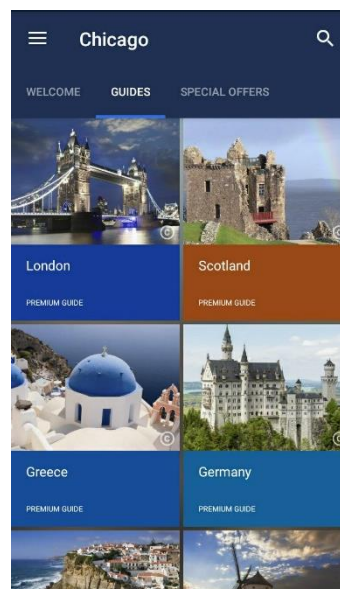 Chicago
WELCOME GUIDES SPECIAL OFFERS
©
©
London
Scotland
PREMIUM GUIDE
PREMIUM GUIDE
©
©
Greece
Germany
PREMIUM GUIDE
PREMIUM GUIDE